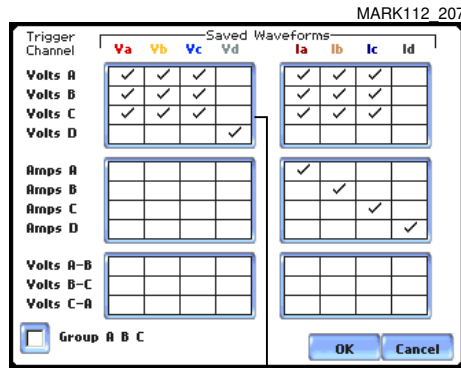 MARK112_207
Trigger Channel
Saved Waveforms
Va Vb Vc Vd Ia Ib Ic Id
Volts A ✓ ✓ ✓ ✓ ✓ ✓
Volts B ✓ ✓ ✓ ✓ ✓ ✓
Volts C ✓ ✓ ✓ ✓ ✓ ✓
Volts D ✓
Amps A ✓
Amps B ✓
Amps C ✓
Amps D ✓
Volts A-B
Volts B-C
Volts C-A
Group A B C
OK Cancel